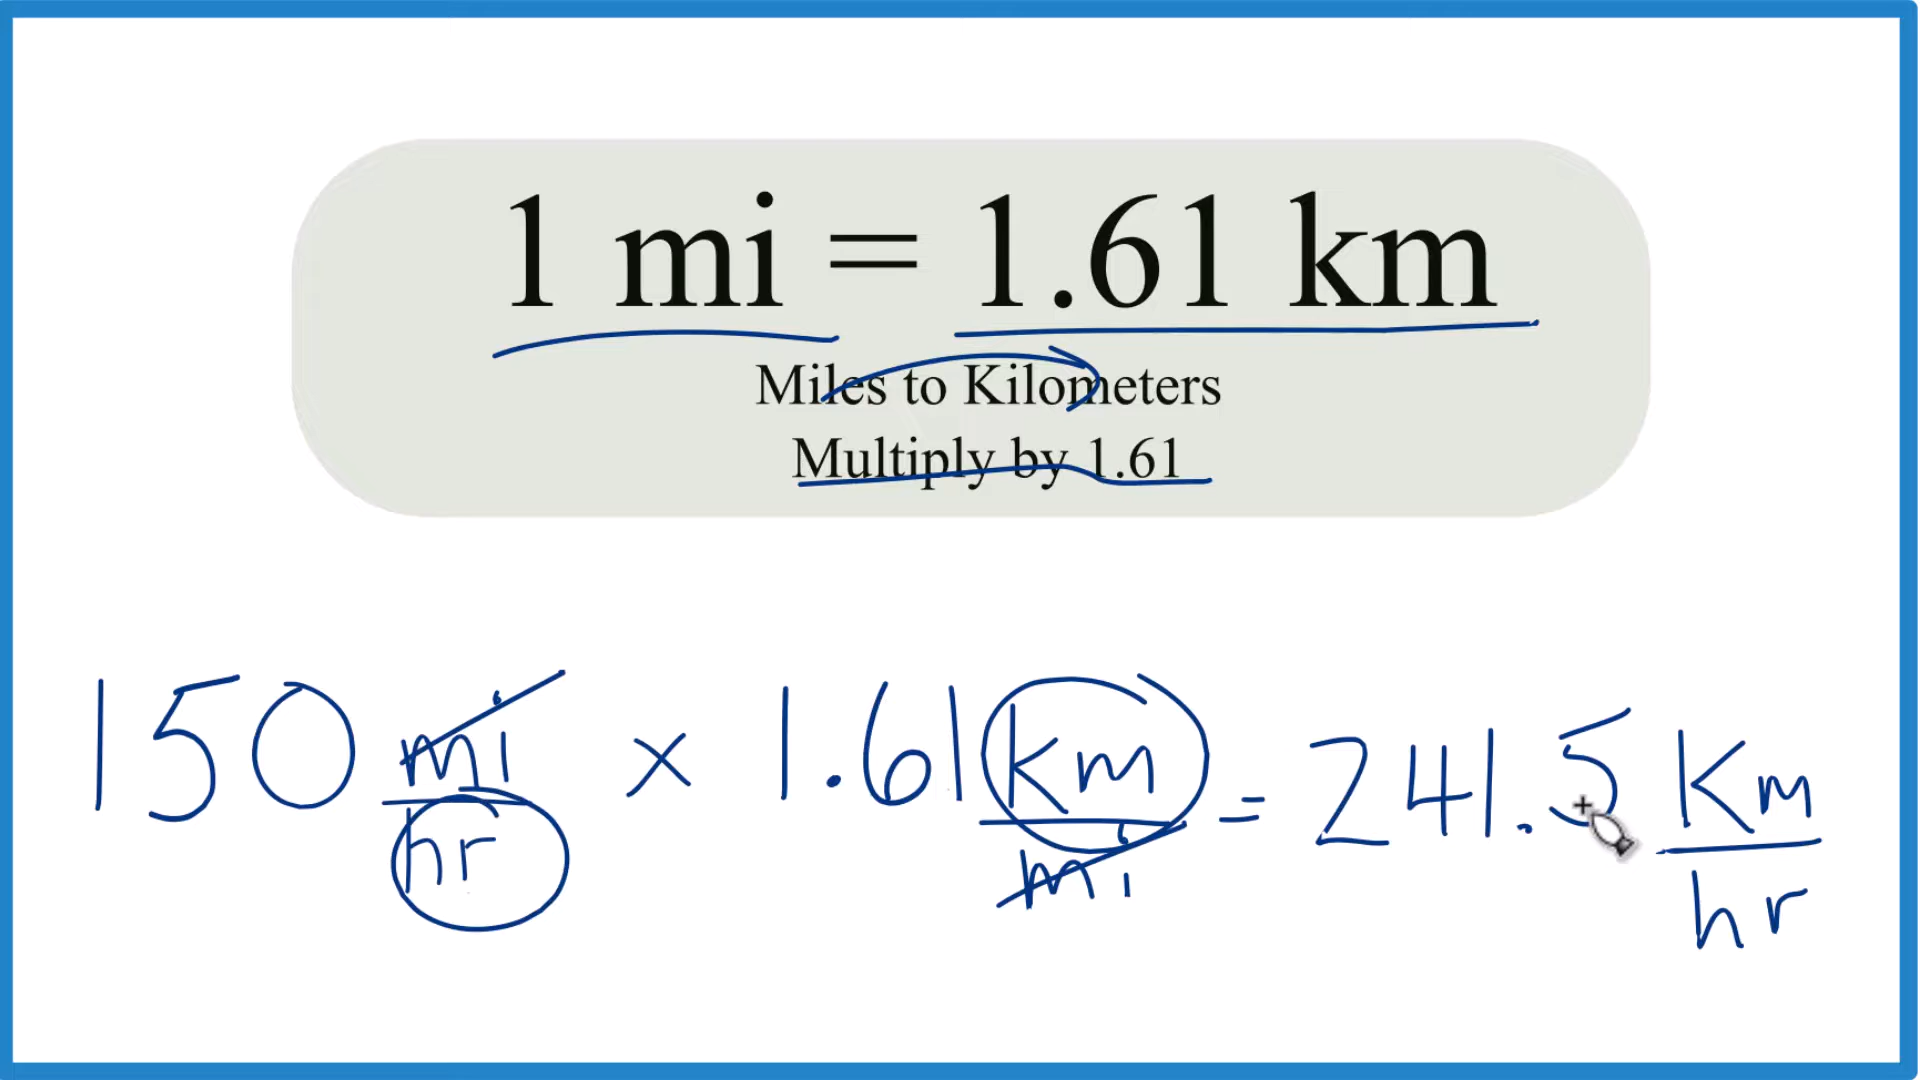 1 mi = 1.61 km
Miles to Kilometers
Multiply by 1.61
150 mi/hr × 1.61 km/mi = 241.5 Km/hr